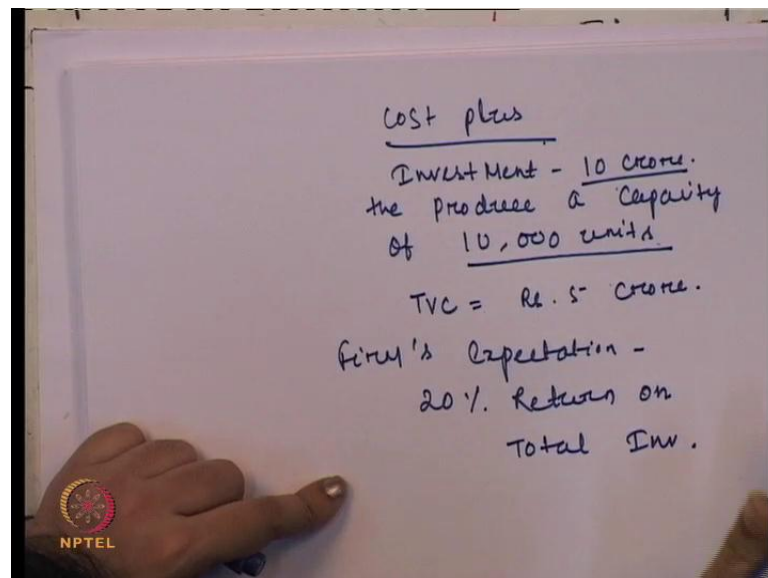 cost plus
Investment - 10 crore.
the produce a capacity
of 10,000 units.
TVC = Rs. 5 crore.
Firm's Expectation -
20%. Return on
Total Inv.
NPTEL